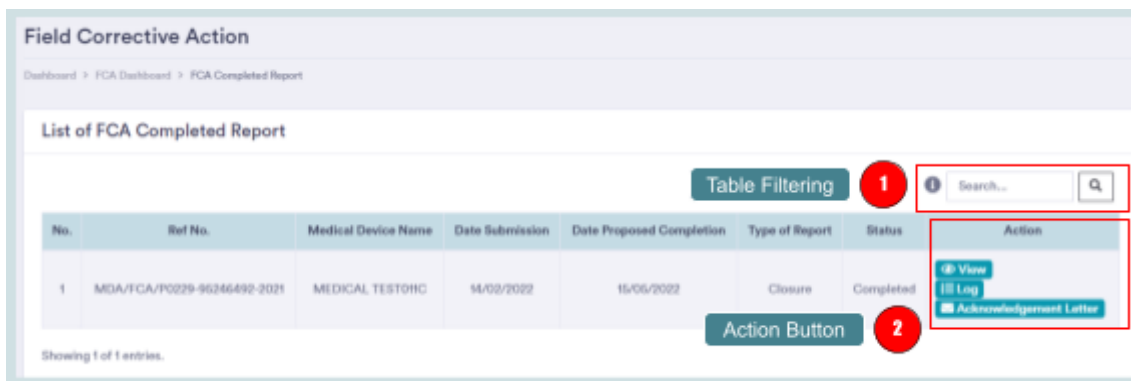 Field Corrective Action
Dashboard > FCA Dashboard > FCA Completed Report
List of FCA Completed Report
Table Filtering 1 Search...
No. Ref No. Medical Device Name Date Submission Date Proposed Completion Type of Report Status Action
1 MDA/FCA/P0229-95246492-2021 MEDICAL TEST011C 14/02/2022 15/05/2022 Closure Completed View
Log
Acknowledgement Letter
Action Button 2
Showing 1 of 1 entries.